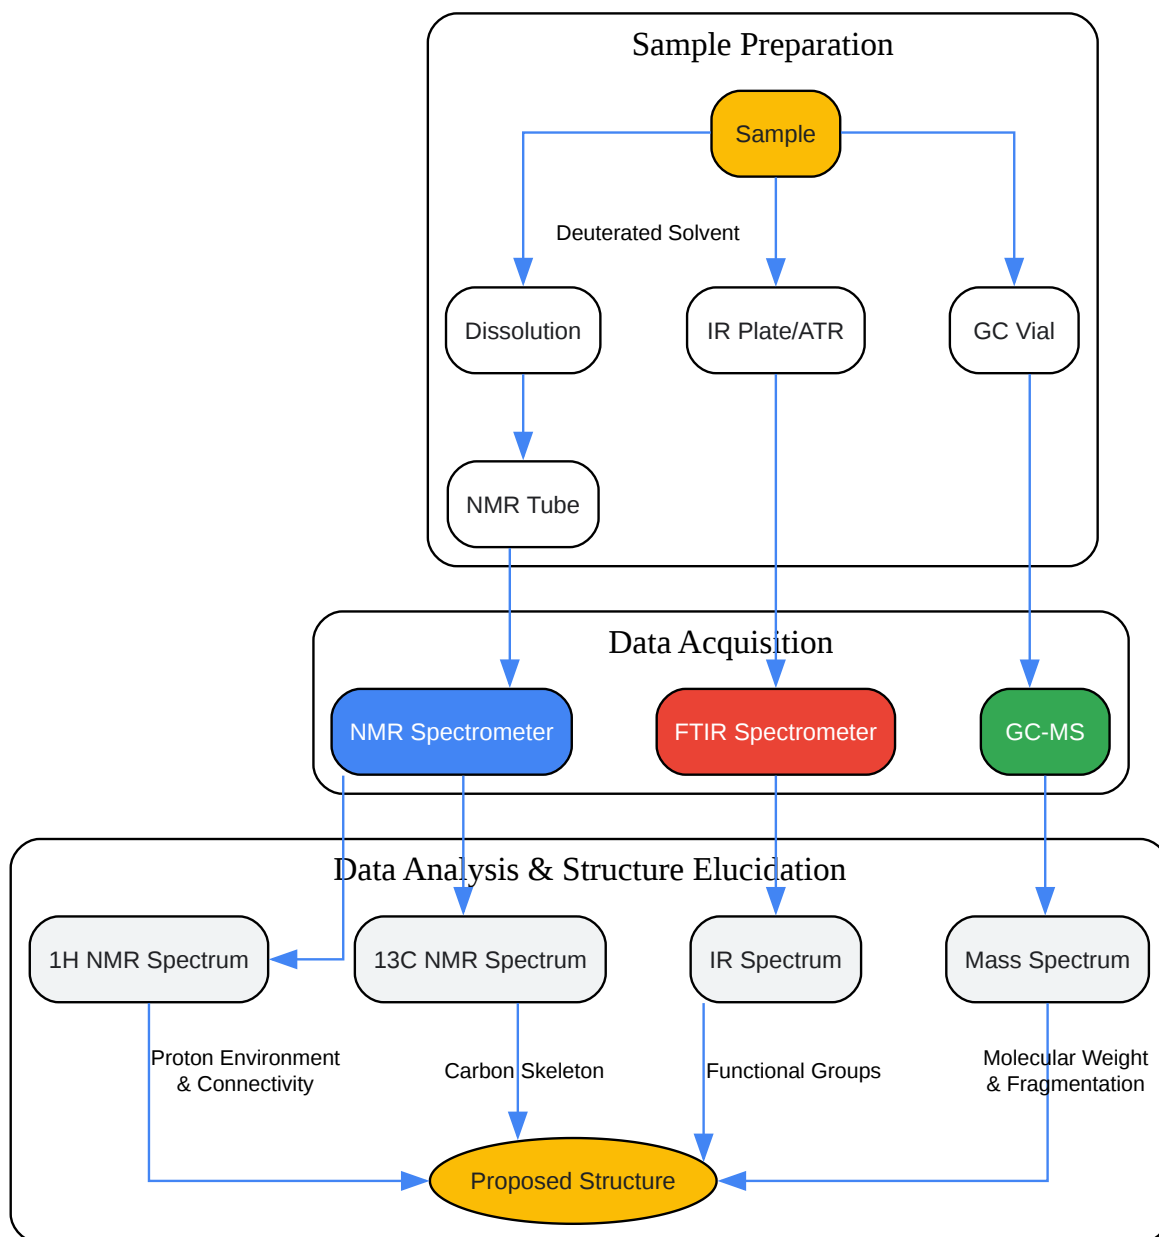 Sample Preparation
Sample
Deuterated Solvent
Dissolution
IR Plate/ATR
GC Vial
NMR Tube
Data Acquisition
NMR Spectrometer
FTIR Spectrometer
GC-MS
Data Analysis & Structure Elucidation
1H NMR Spectrum
13C NMR Spectrum
IR Spectrum
Mass Spectrum
Proton Environment
& Connectivity
Carbon Skeleton
Functional Groups
Molecular Weight
& Fragmentation
Proposed Structure